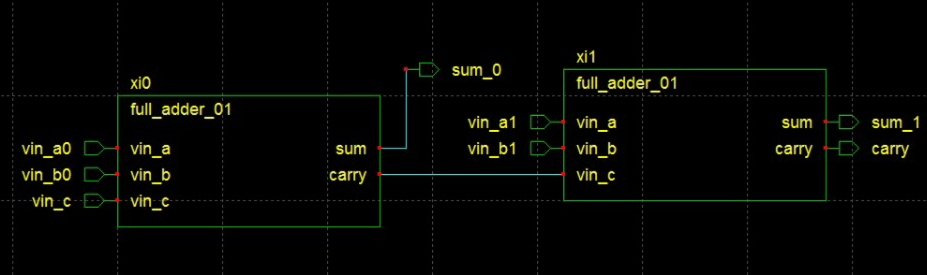 xi0
full_adder_01
vin_a0
vin_a
vin_b0
vin_b
vin_c
vin_c
sum
carry
sum_0
xi1
full_adder_01
vin_a1
vin_a
vin_b1
vin_b
vin_c
sum
sum_1
carry
carry